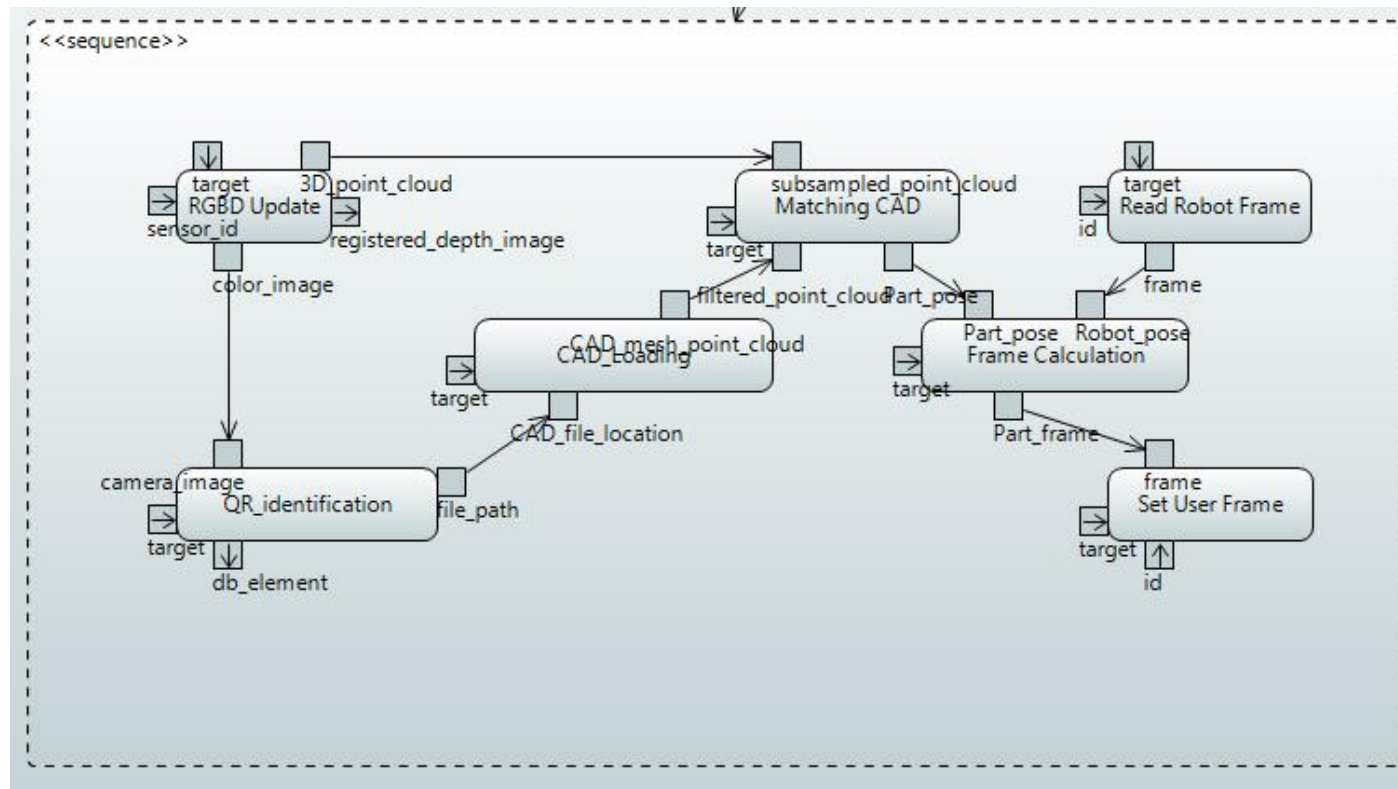 <<sequence>>
target
3D_point_cloud
RGBD Update
sensor_id
registered_depth_image
color_image
subsampled_point_cloud
Matching CAD
target
filtered_point_cloud
Part_pose
target
Read Robot Frame
id
frame
CAD_mesh_point_cloud
CAD_Loading
target
CAD_file_location
Part_pose
Robot_pose
Frame Calculation
target
Part_frame
camera_image
QR_identification
file_path
target
db_element
frame
Set User Frame
target
id